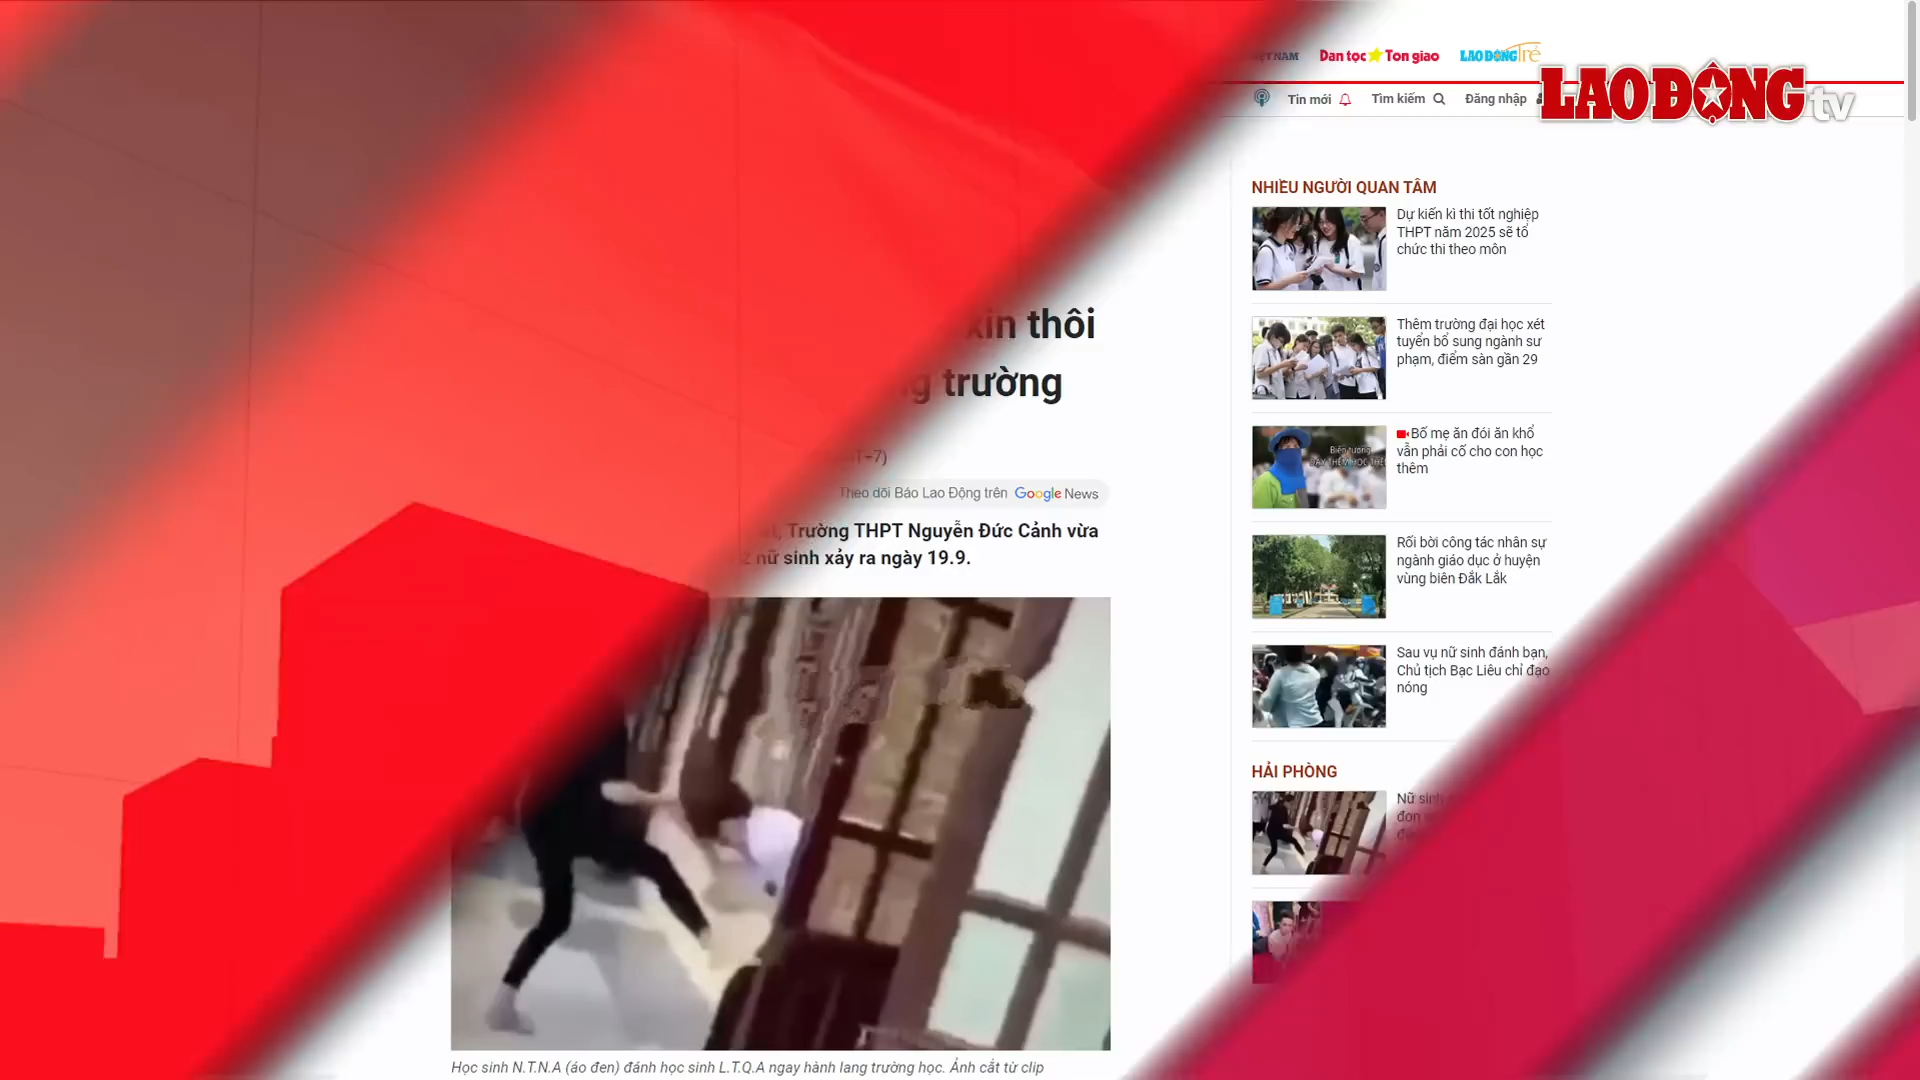 VIỆT NAM Dan tọc Ton giao LAO ĐỘNG Trẻ
LAO ĐỘNG tv
Tin mới Tìm kiếm Đăng nhập
xin thôi
trường
Theo dõi Báo Lao Động trên Google News
Trường THPT Nguyễn Đức Cảnh vừa
nữ sinh xảy ra ngày 19.9.
Học sinh N.T.N.A (áo đen) đánh học sinh L.T.Q.A ngay hành lang trường học. Ảnh cắt từ clip
NHIỀU NGƯỜI QUAN TÂM
Dự kiến kì thi tốt nghiệp
THPT năm 2025 sẽ tổ
chức thi theo môn
Thêm trường đại học xét
tuyển bổ sung ngành sư
phạm, điểm sàn gần 29
Bố mẹ ăn đói ăn khổ
vẫn phải cố cho con học
thêm
Rối bời công tác nhân sự
ngành giáo dục ở huyện
vùng biên Đắk Lắk
Sau vụ nữ sinh đánh bạn,
Chủ tịch Bạc Liêu chỉ đạo
nóng
HẢI PHÒNG
Nữ sinh